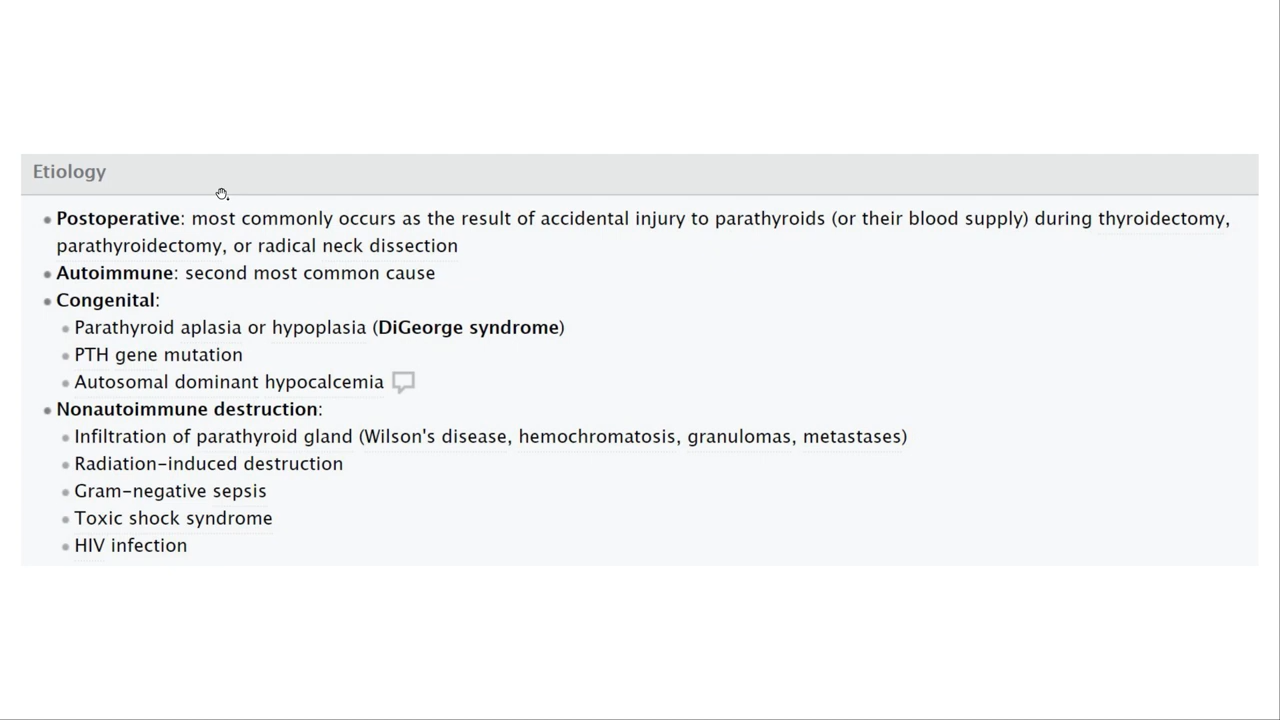 Etiology
Postoperative: most commonly occurs as the result of accidental injury to parathyroids (or their blood supply) during thyroidectomy,
parathyroidectomy, or radical neck dissection
Autoimmune: second most common cause
Congenital:
Parathyroid aplasia or hypoplasia (DiGeorge syndrome)
PTH gene mutation
Autosomal dominant hypocalcemia
Nonautoimmune destruction:
Infiltration of parathyroid gland (Wilson's disease, hemochromatosis, granulomas, metastases)
Radiation-induced destruction
Gram-negative sepsis
Toxic shock syndrome
HIV infection